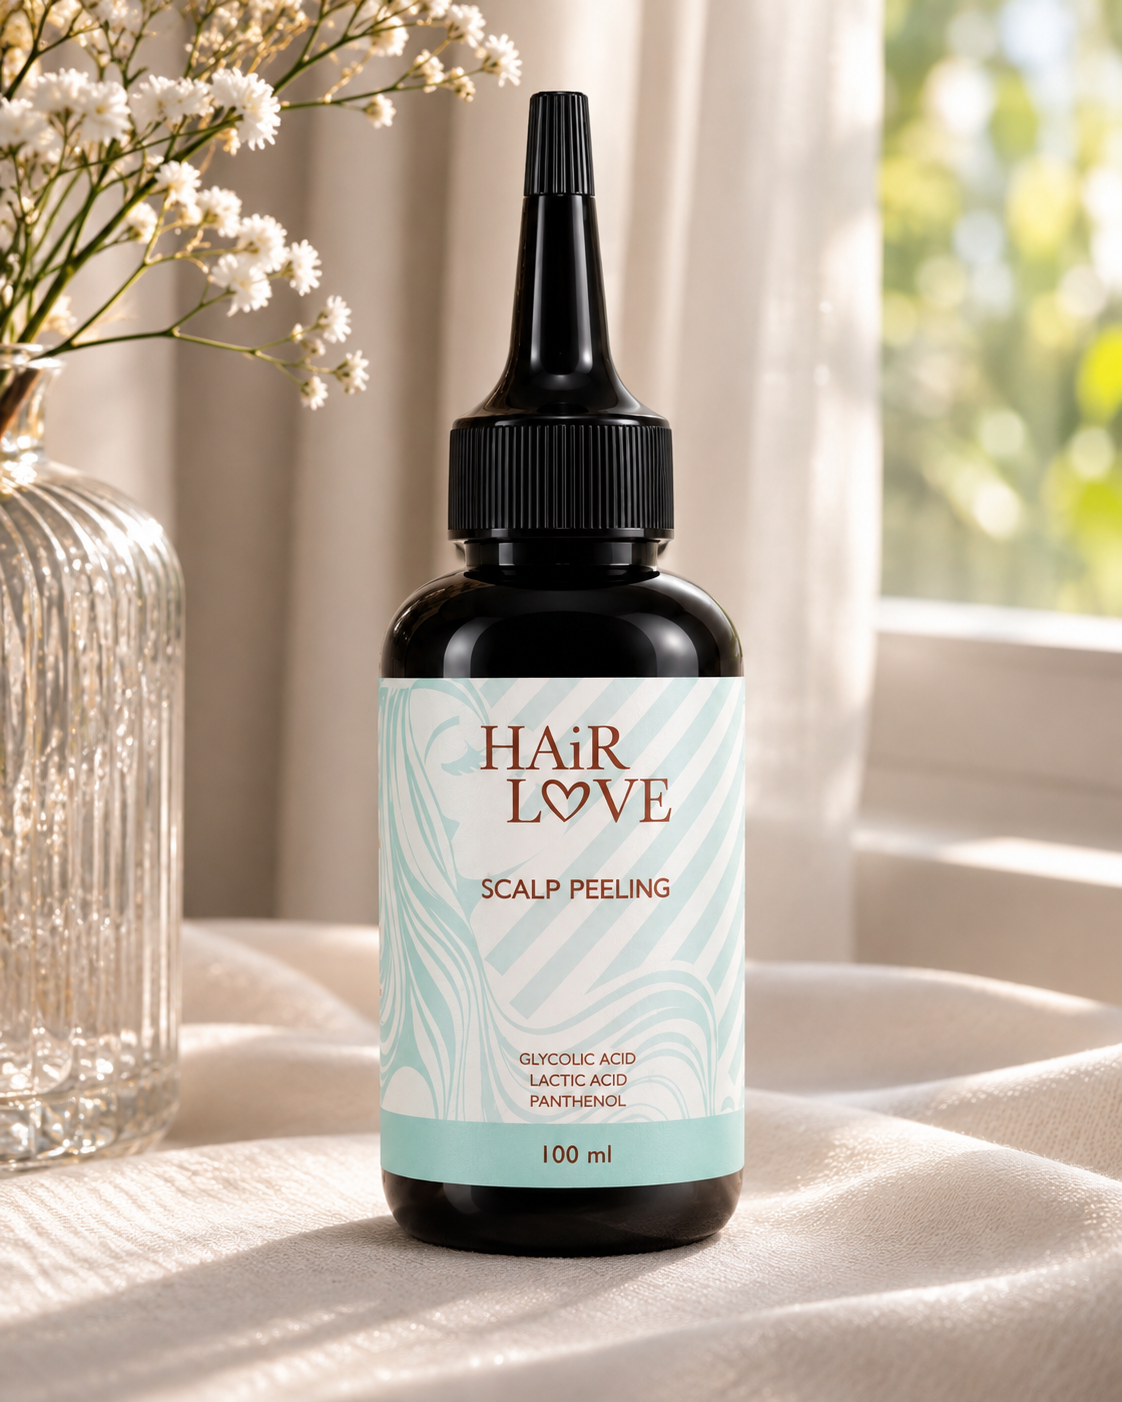 HAiR
LOVE
SCALP PEELING
GLYCOLIC ACID
LACTIC ACID
PANTHENOL
100 ml